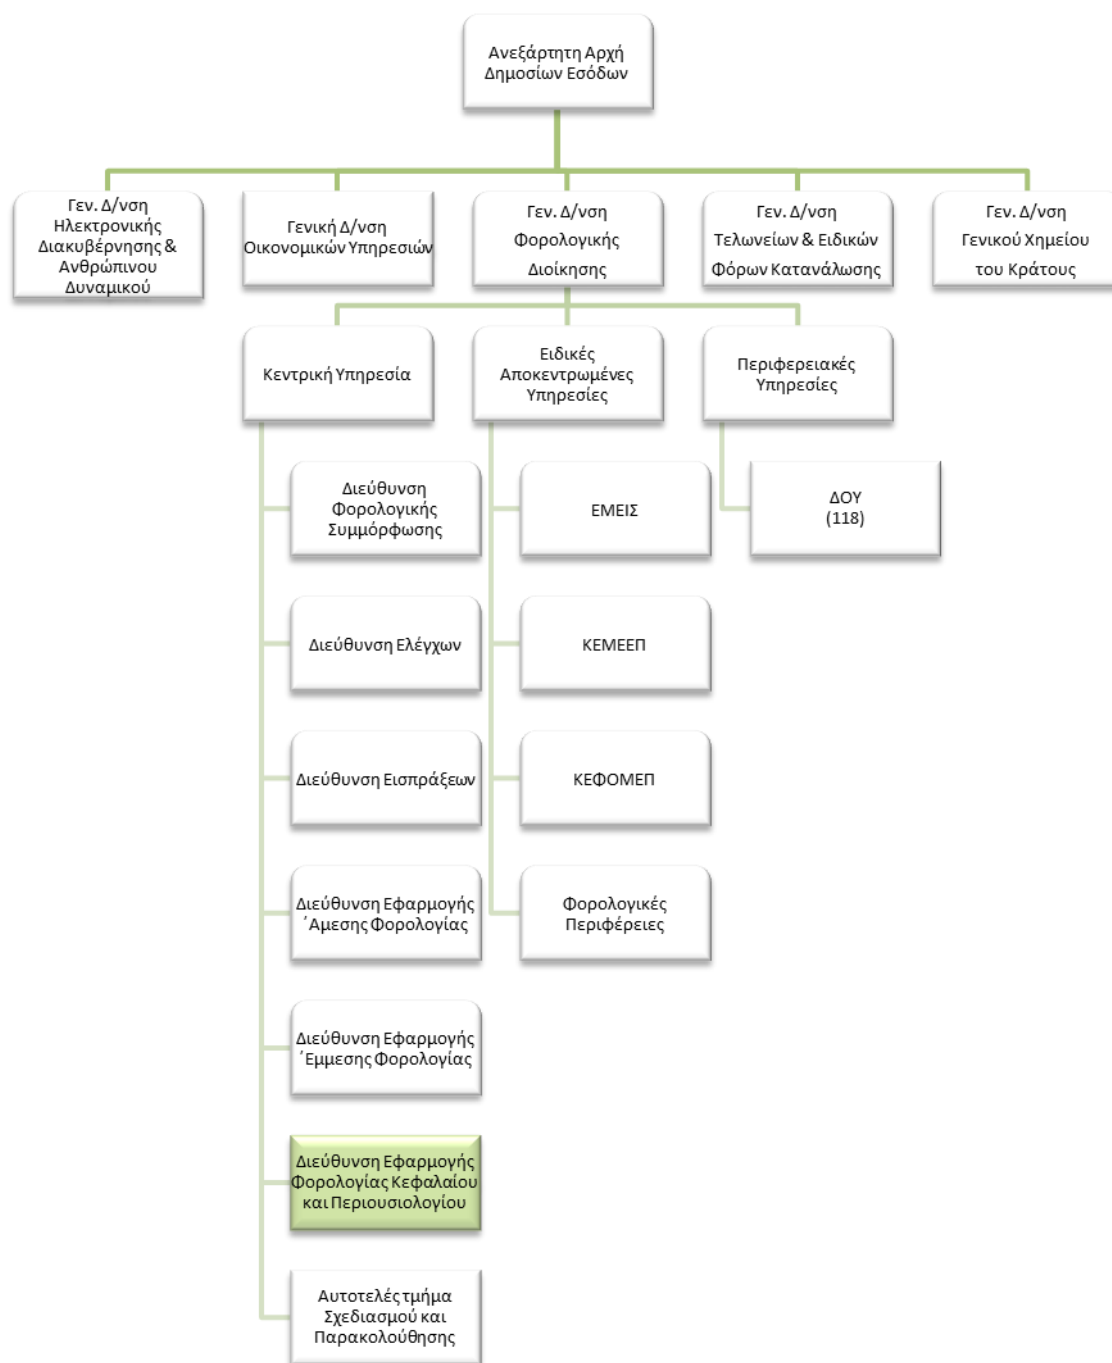 Ανεξάρτητη Αρχή
Δημοσίων Εσόδων
Γεν. Δ/νση
Ηλεκτρονικής
Διακυβέρνησης &
Ανθρώπινου
Δυναμικού
Γενική Δ/νση
Οικονομικών Υπηρεσιών
Γεν. Δ/νση
Φορολογικής
Διοίκησης
Γεν. Δ/νση
Τελωνείων & Ειδικών
Φόρων Κατανάλωσης
Γεν. Δ/νση
Γενικού Χημείου
του Κράτους
Κεντρική Υπηρεσία
Ειδικές
Αποκεντρωμένες
Υπηρεσίες
Περιφερειακές
Υπηρεσίες
Διεύθυνση
Φορολογικής
Συμμόρφωσης
ΕΜΕΙΣ
ΔΟΥ
(118)
Διεύθυνση Ελέγχων
ΚΕΜΕΕΠ
Διεύθυνση Εισπράξεων
ΚΕΦΟΜΕΠ
Διεύθυνση Εφαρμογής
΄Αμεσης Φορολογίας
Φορολογικές
Περιφέρειες
Διεύθυνση Εφαρμογής
΄Εμμεσης Φορολογίας
Διεύθυνση Εφαρμογής
Φορολογίας Κεφαλαίου
και Περιουσιολογίου
Αυτοτελές τμήμα
Σχεδιασμού και
Παρακολούθησης